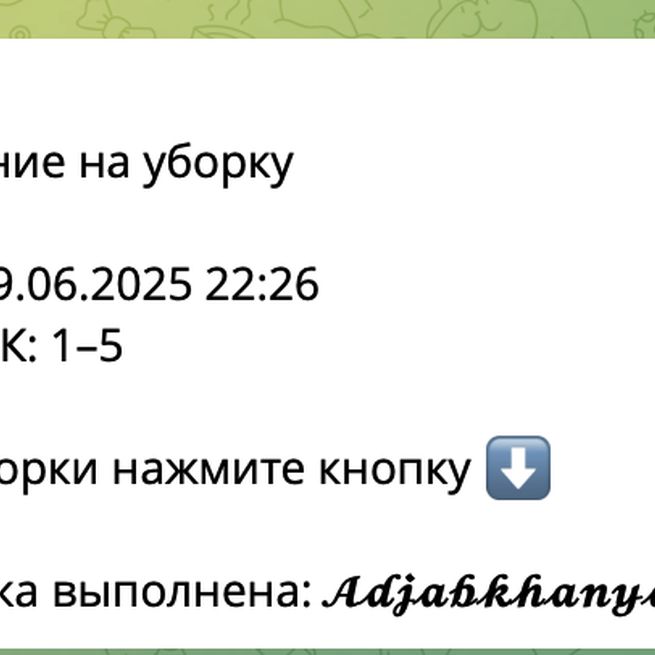 ние на уборку
9.06.2025 22:26
К: 1–5
орки нажмите кнопку ⬇️
ка выполнена: 𝓐𝓭𝓳𝓪𝓫𝓴𝓱𝓪𝓷𝔂